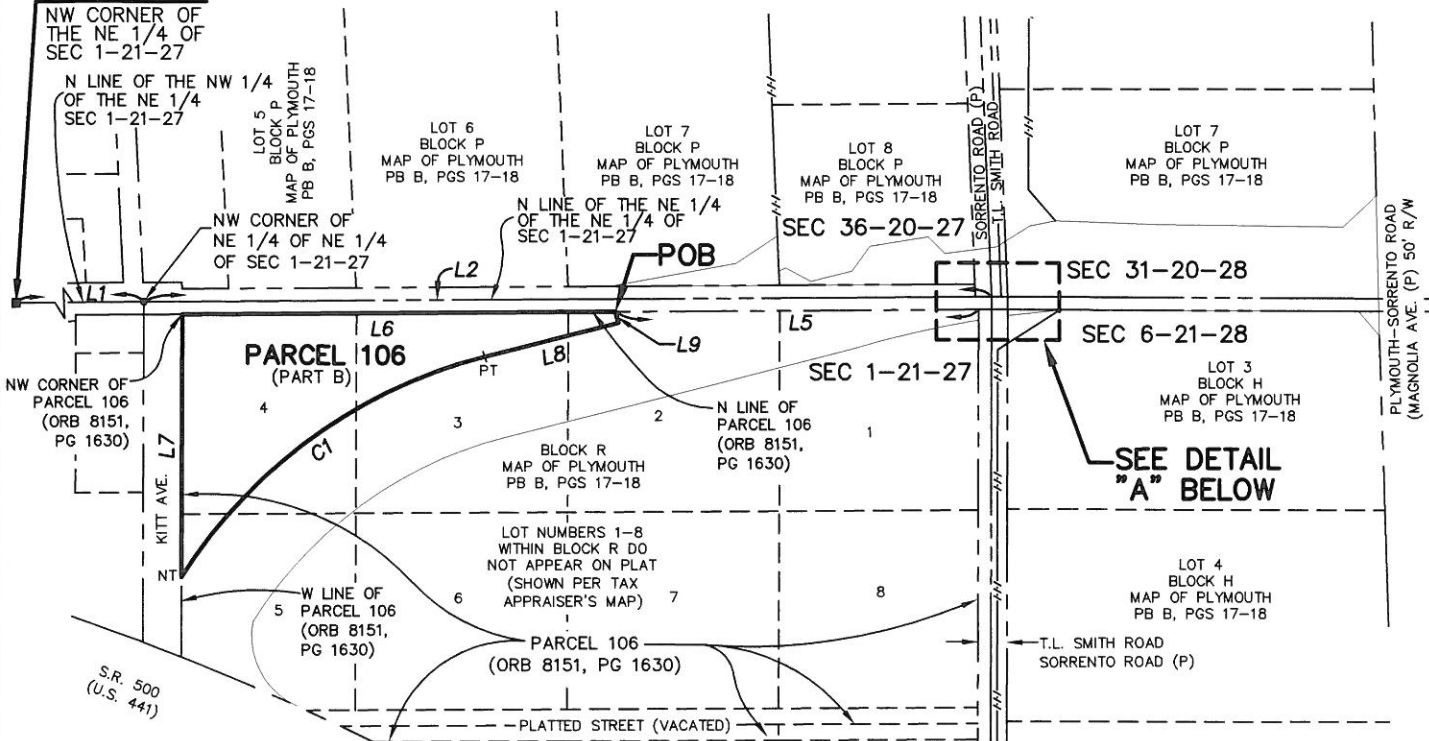 NW CORNER OF
THE NE 1/4 OF
SEC 1-21-27
N LINE OF THE NW 1/4
OF THE NE 1/4
SEC 1-21-27
LOT 5
BLOCK P
MAP OF PLYMOUTH
PB B, PGS 17-18
LOT 6
BLOCK P
MAP OF PLYMOUTH
PB B, PGS 17-18
LOT 7
BLOCK P
MAP OF PLYMOUTH
PB B, PGS 17-18
LOT 8
BLOCK P
MAP OF PLYMOUTH
PB B, PGS 17-18
SORRENTO ROAD (P)
T.L. SMITH ROAD
LOT 7
BLOCK P
MAP OF PLYMOUTH
PB B, PGS 17-18
NW CORNER OF
NE 1/4 OF NE 1/4
OF SEC 1-21-27
N LINE OF THE NE 1/4
OF THE NE 1/4 OF
SEC 1-21-27
SEC 36-20-27
POB
SEC 31-20-28
L1
L2
L6
L9
L5
SEC 6-21-28
PLYMOUTH-SORRENTO ROAD
(MAGNOLIA AVE. (P) 50' R/W
PARCEL 106
(PART B)
L8
PT
SEC 1-21-27
NW CORNER OF
PARCEL 106
(ORB 8151,
PG 1630)
L7
4
3
2
1
C1
N LINE OF
PARCEL 106
(ORB 8151,
PG 1630)
LOT 3
BLOCK H
MAP OF PLYMOUTH
PB B, PGS 17-18
BLOCK R
MAP OF PLYMOUTH
PB B, PGS 17-18
SEE DETAIL
"A" BELOW
KITT AVE.
NT
LOT NUMBERS 1-8
WITHIN BLOCK R DO
NOT APPEAR ON PLAT
(SHOWN PER TAX
APPRAISER'S MAP)
5
6
7
8
W LINE OF
PARCEL 106
(ORB 8151,
PG 1630)
PARCEL 106
(ORB 8151, PG 1630)
LOT 4
BLOCK H
MAP OF PLYMOUTH
PB B, PGS 17-18
T.L. SMITH ROAD
SORRENTO ROAD (P)
S.R. 500
(U.S. 441)
PLATTED STREET (VACATED)